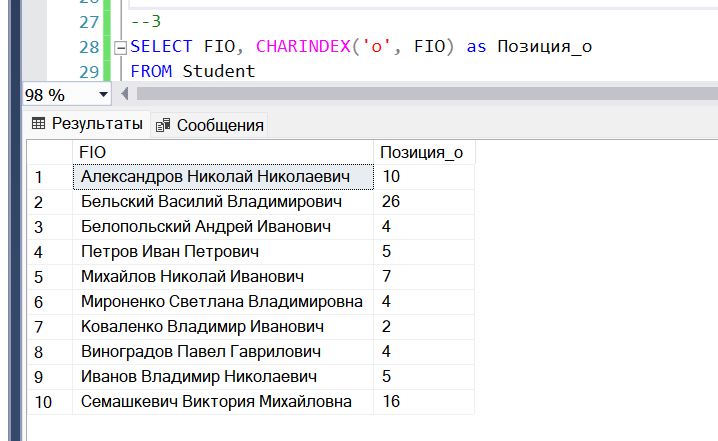 26
27 --3
28 SELECT FIO, CHARINDEX('о', FIO) as Позиция_о
29 FROM Student
98 %
Результаты Сообщения
FIO Позиция_о
1 Александров Николай Николаевич 10
2 Бельский Василий Владимирович 26
3 Белопольский Андрей Иванович 4
4 Петров Иван Петрович 5
5 Михайлов Николай Иванович 7
6 Мироненко Светлана Владимировна 4
7 Коваленко Владимир Иванович 2
8 Виноградов Павел Гаврилович 4
9 Иванов Владимир Николаевич 5
10 Семашкевич Виктория Михайловна 16